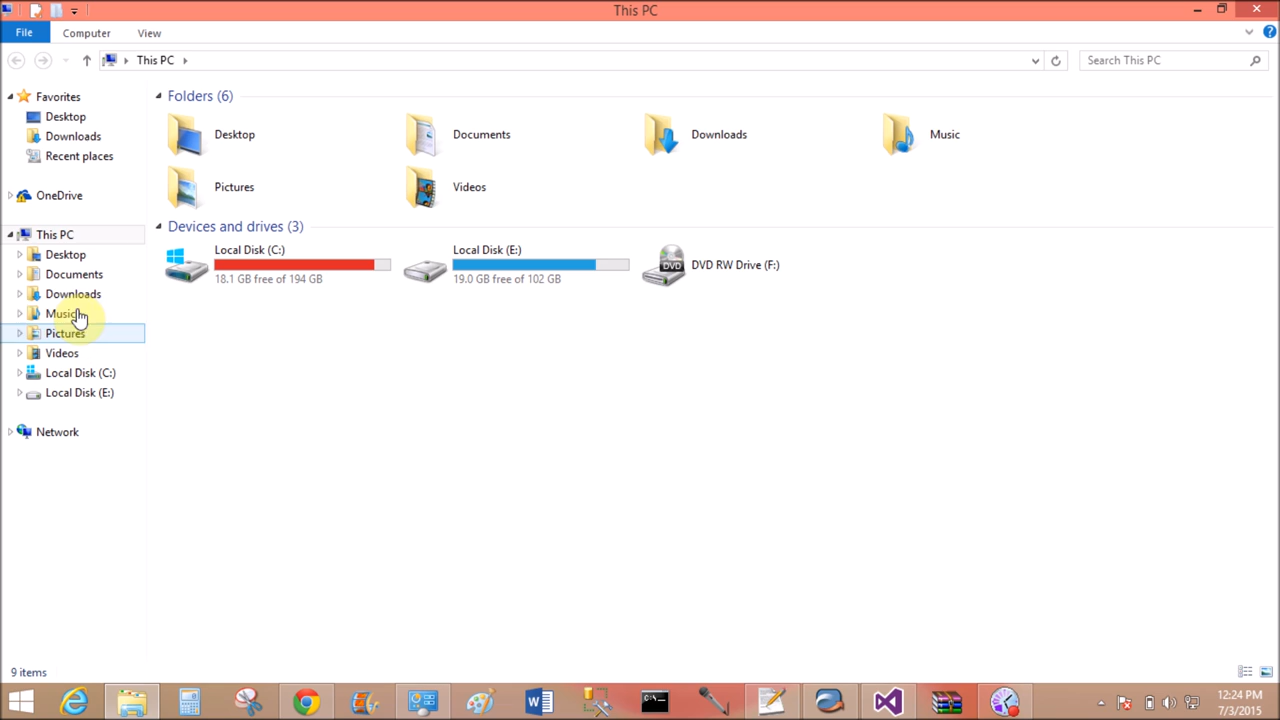 This PC
File Computer View
This PC Search This PC
Favorites
Desktop
Downloads
Recent places
OneDrive
This PC
Desktop
Documents
Downloads
Music
Pictures
Videos
Local Disk (C:)
Local Disk (E:)
Network
Folders (6)
Desktop Documents Downloads Music
Pictures Videos
Devices and drives (3)
Local Disk (C:)
18.1 GB free of 194 GB
Local Disk (E:)
19.0 GB free of 102 GB
DVD
DVD RW Drive (F:)
9 items
12:24 PM
7/3/2015